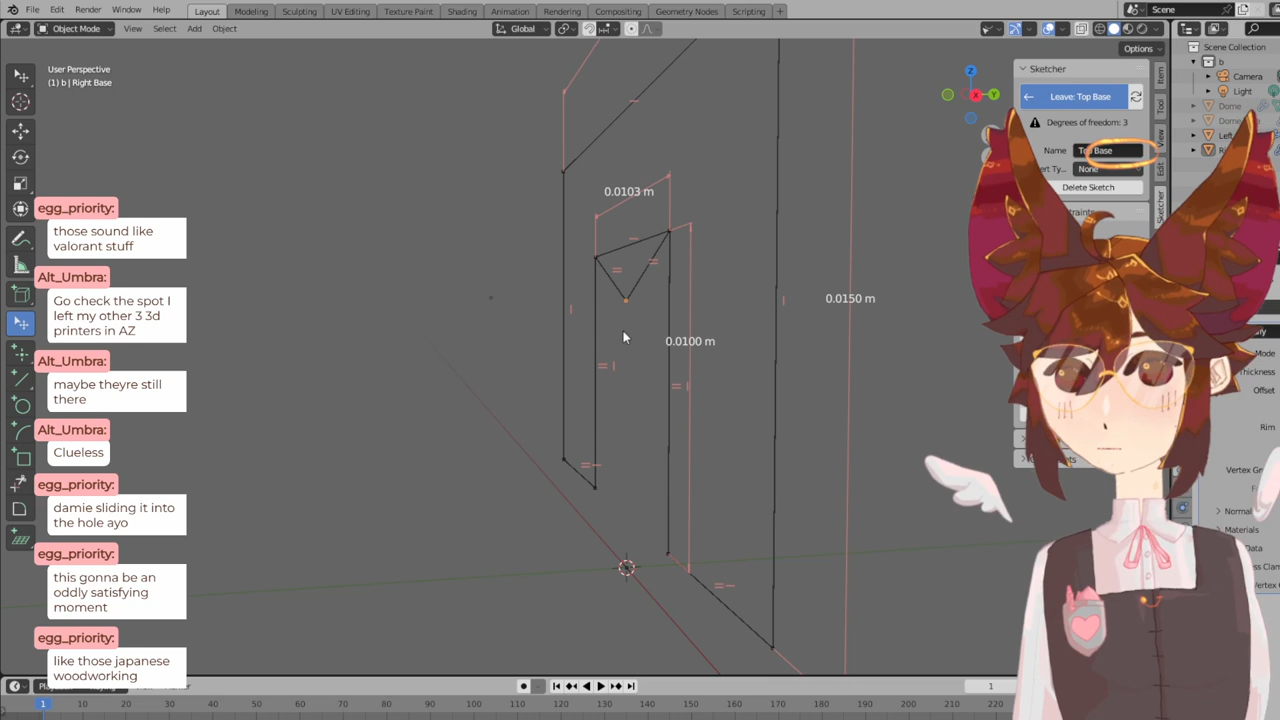 File Edit Render Window Help
Layout Modeling Sculpting UV Editing Texture Paint Shading Animation Rendering Compositing Geometry Nodes Scripting +
Scene
Object Mode View Select Add Object
Global
Options
User Perspective
(1) b | Right Base
Z
X
Y
Sketcher
Leave: Top Base
Degrees of freedom: 3
Name Top Base
None
Delete Sketch
Item
Tool
View
Edit
Sketcher
Scene Collection
b
Camera
Light
Dome
Mode
Thickness
Offset
Rim
Vertex Gr
Normal
Materials
Data
0.0103 m
0.0150 m
0.0100 m
egg_priority:
those sound like
valorant stuff
Alt_Umbra:
Go check the spot I
left my other 3 3d
printers in AZ
Alt_Umbra:
maybe theyre still
there
Alt_Umbra:
Clueless
egg_priority:
damie sliding it into
the hole ayo
egg_priority:
this gonna be an
oddly satisfying
moment
egg_priority:
like those japanese
woodworking
1
1 10 20 30 40 50 60 70 80 90 100 110 120 130 140 150 160 170 180 190 200 210